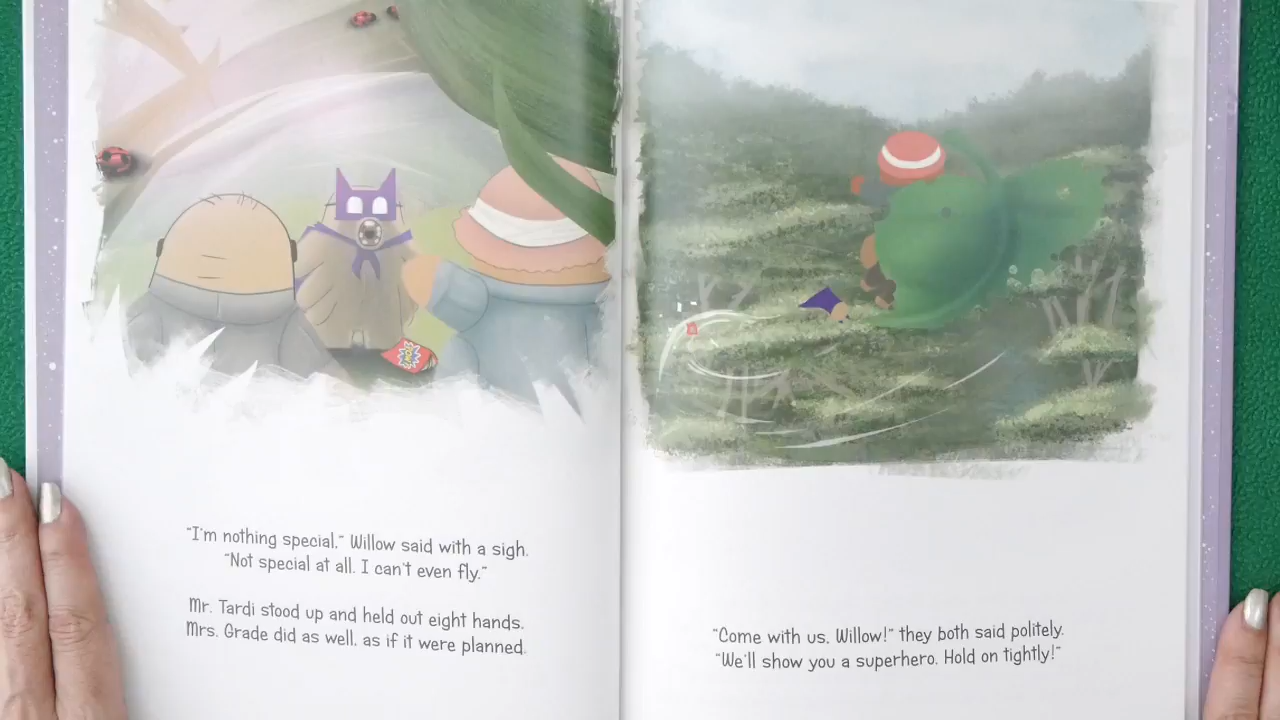 "I'm nothing special." Willow said with a sigh.
"Not special at all. I can't even fly."
Mr. Tardi stood up and held out eight hands.
Mrs. Grade did as well, as if it were planned.
"Come with us, Willow!" they both said politely.
"We'll show you a superhero. Hold on tightly!"